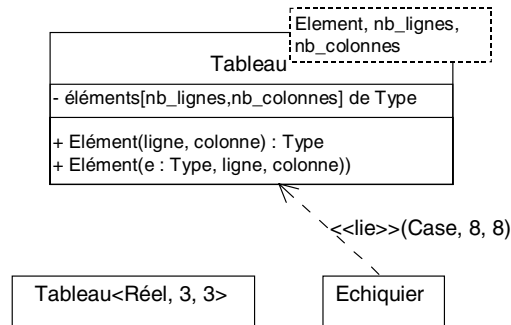 Element, nb_lignes,
nb_colonnes
Tableau
- éléments[nb_lignes,nb_colonnes] de Type
+ Elément(ligne, colonne) : Type
+ Elément(e : Type, ligne, colonne))
<<lie>>(Case, 8, 8)
Tableau<Réel, 3, 3>
Echiquier